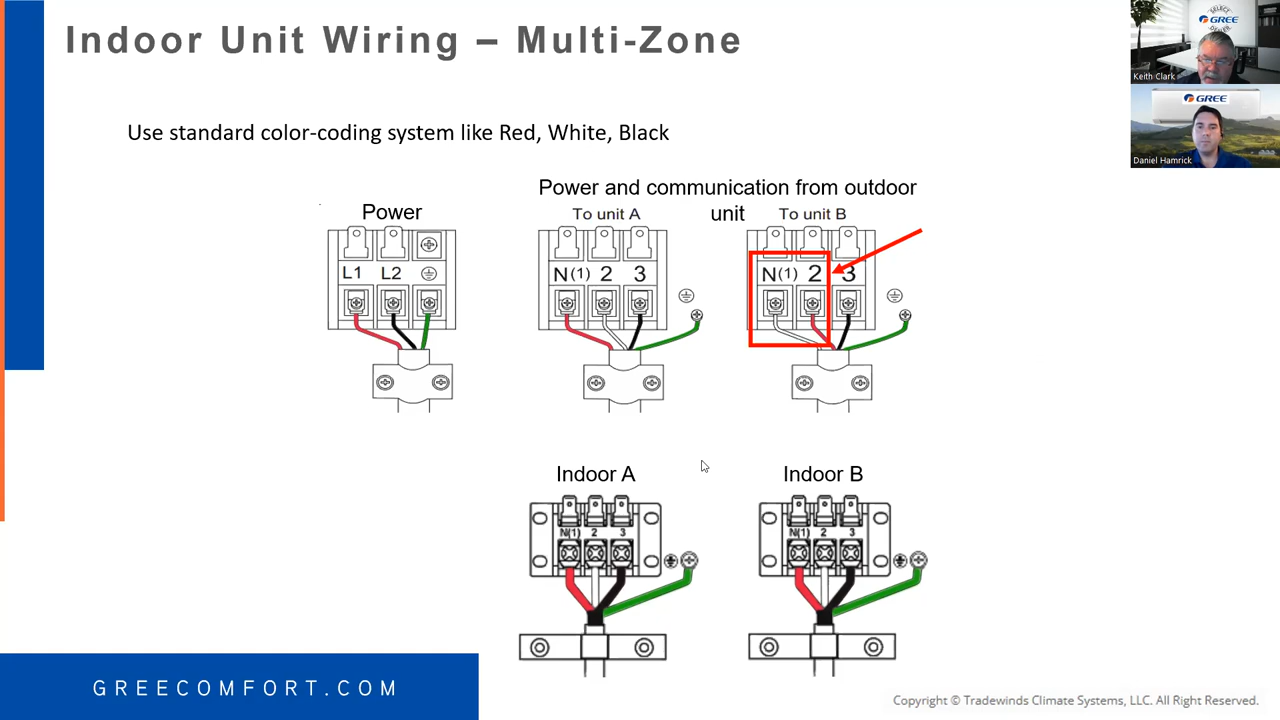 Indoor Unit Wiring – Multi-Zone
SELECT
GREE
DEALER
Keith Clark
GREE
Daniel Hamrick
Use standard color-coding system like Red, White, Black
Power and communication from outdoor
unit
Power
To unit A
To unit B
L1 L2
N(1) 2 3
N(1) 2 3
Indoor A
Indoor B
N(1) 2 3
N(1) 2 3
GREECOMFORT.COM
Copyright © Tradewinds Climate Systems, LLC. All Right Reserved.